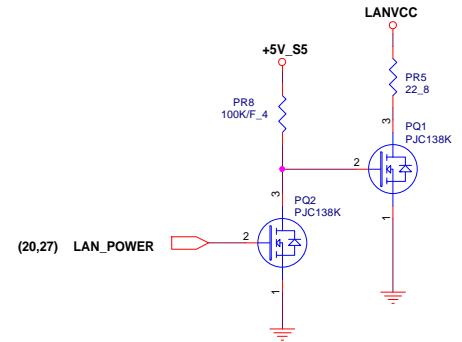 LANVCC
+5V_S5
PR5
22_8
PR8
100K/F_4
3
PQ1
PJC138K
2
3
PQ2
PJC138K
1
(20,27) LAN_POWER
2
1